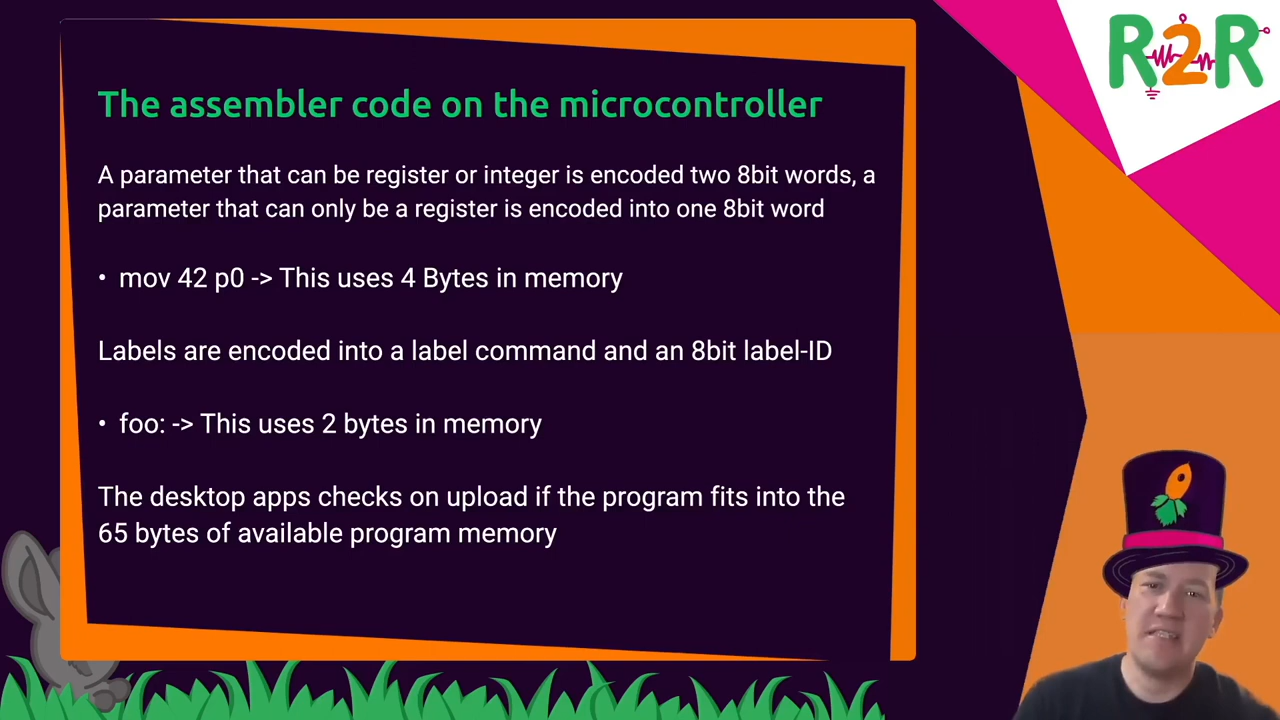 R2R
The assembler code on the microcontroller
A parameter that can be register or integer is encoded two 8bit words, a
parameter that can only be a register is encoded into one 8bit word
• mov 42 p0 -> This uses 4 Bytes in memory
Labels are encoded into a label command and an 8bit label-ID
• foo: -> This uses 2 bytes in memory
The desktop apps checks on upload if the program fits into the
65 bytes of available program memory